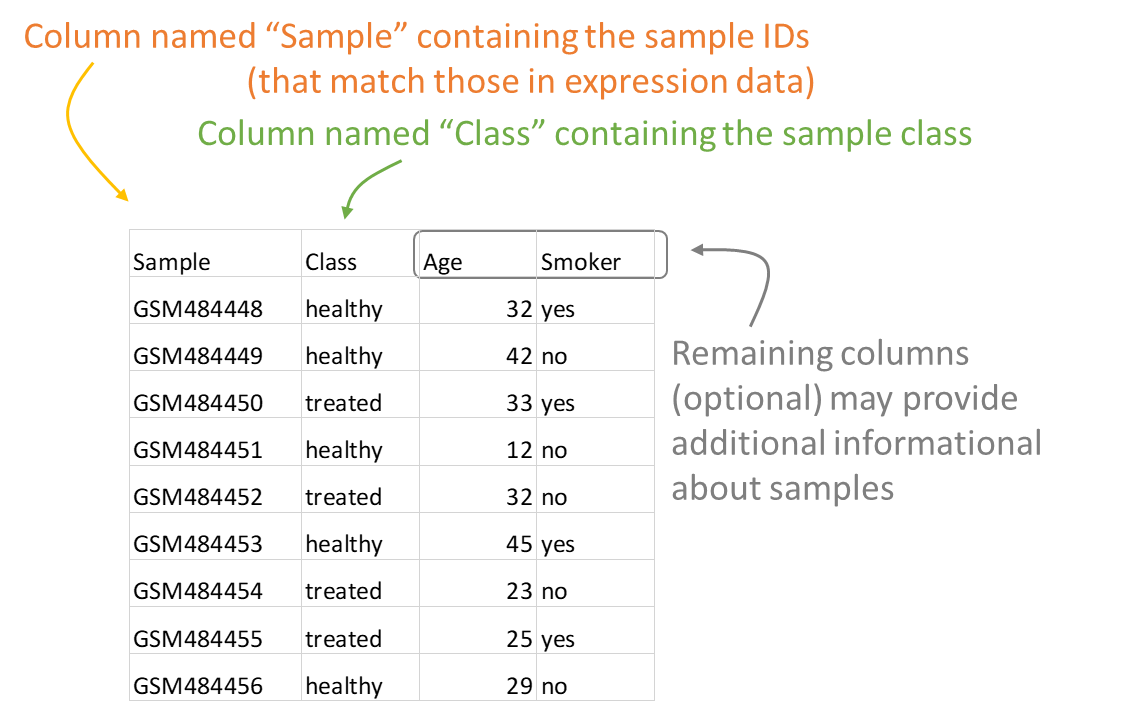 Column named “Sample” containing the sample IDs
(that match those in expression data)
Column named “Class” containing the sample class
Sample Class Age Smoker
GSM484448 healthy 32 yes
GSM484449 healthy 42 no
GSM484450 treated 33 yes
GSM484451 healthy 12 no
GSM484452 treated 32 no
GSM484453 healthy 45 yes
GSM484454 treated 23 no
GSM484455 treated 25 yes
GSM484456 healthy 29 no
Remaining columns
(optional) may provide
additional informational
about samples